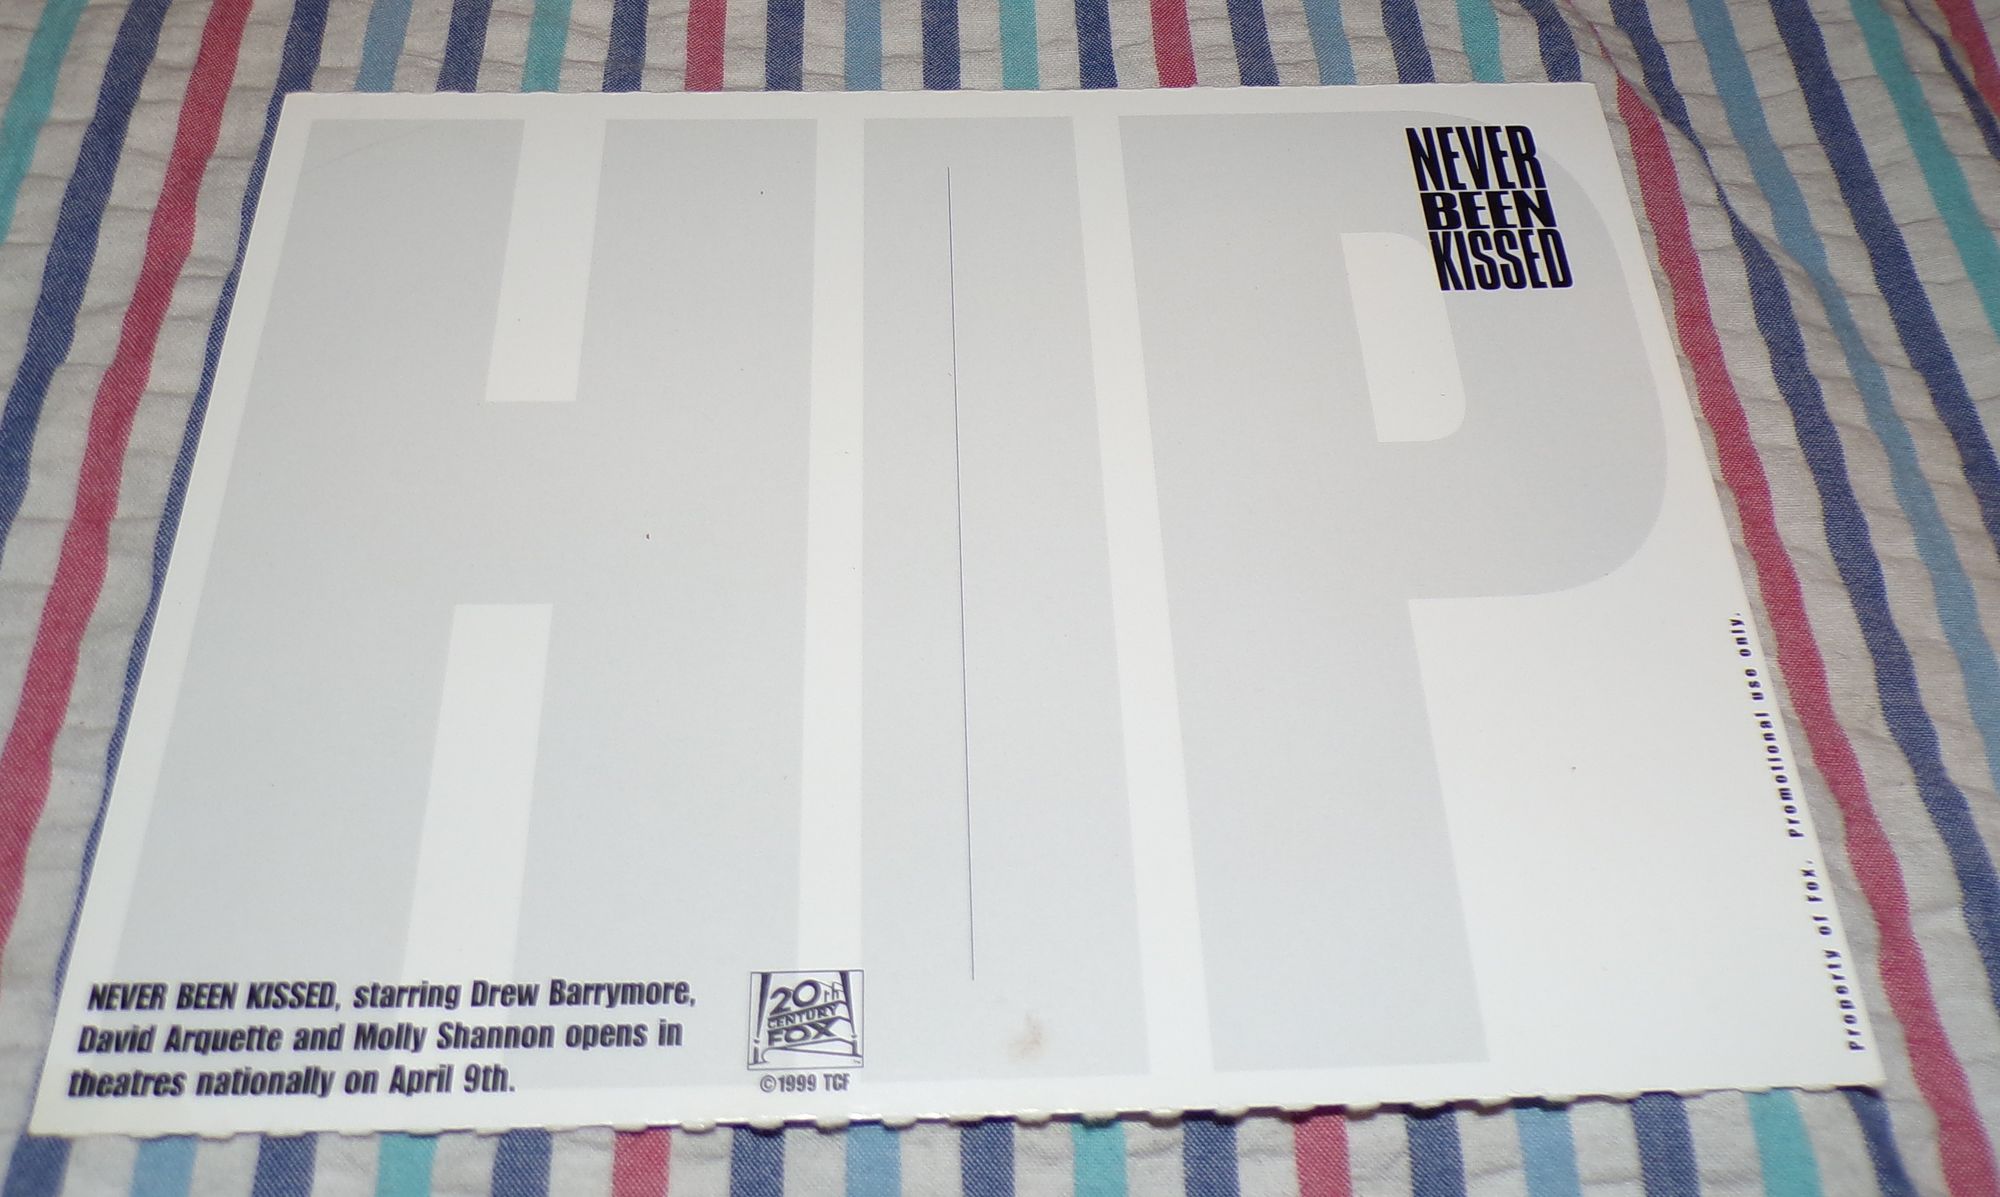 HIP
NEVER
BEEN
KISSED
NEVER BEEN KISSED, starring Drew Barrymore,
David Arquette and Molly Shannon opens in
theatres nationally on April 9th.
20th
CENTURY
FOX
©1999 TCF
Property of Fox. Promotional use only.